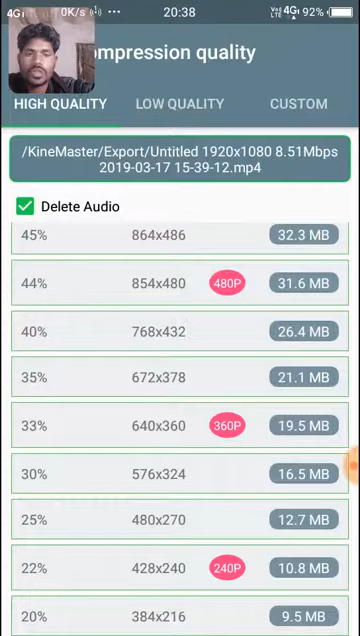 4G 0K/s ••• 20:38 VoLTE 4G 92%
ompression quality
HIGH QUALITY LOW QUALITY CUSTOM
/KineMaster/Export/Untitled 1920x1080 8.51Mbps
2019-03-17 15-39-12.mp4
Delete Audio
45% 864x486 32.3 MB
44% 854x480 480P 31.6 MB
40% 768x432 26.4 MB
35% 672x378 21.1 MB
33% 640x360 360P 19.5 MB
30% 576x324 16.5 MB
25% 480x270 12.7 MB
22% 428x240 240P 10.8 MB
20% 384x216 9.5 MB